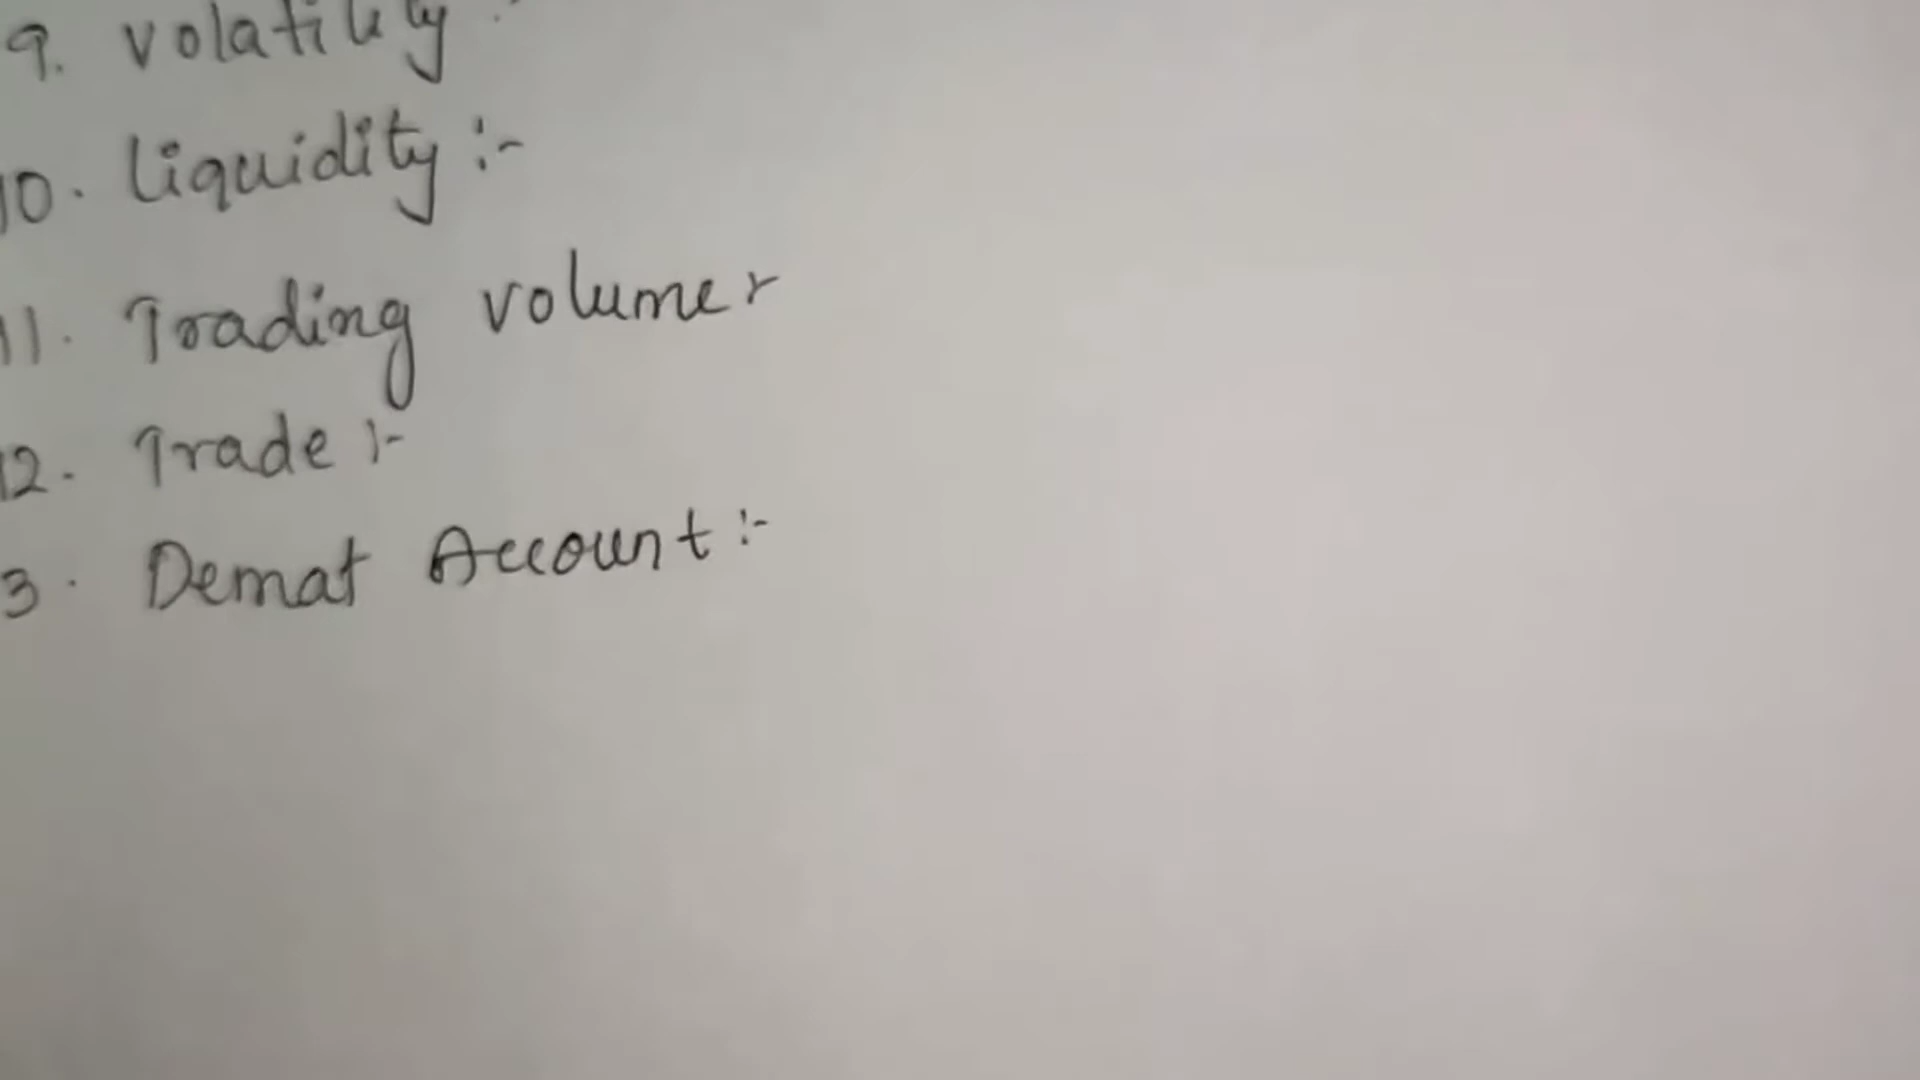 9. volatility :
10. liquidity :-
11. Trading volume :-
12. Trade :-
3. Demat Account :-